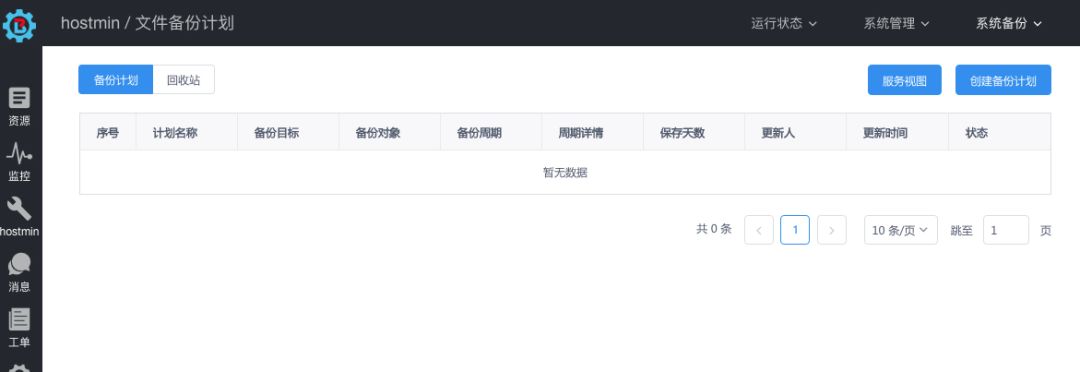 hostmin / 文件备份计划
运行状态 系统管理 系统备份
备份计划 回收站 服务视图 创建备份计划
资源
监控
hostmin
消息
工单
序号 计划名称 备份目标 备份对象 备份周期 周期详情 保存天数 更新人 更新时间 状态
暂无数据
共 0 条 < 1 > 10 条/页 跳至 1 页